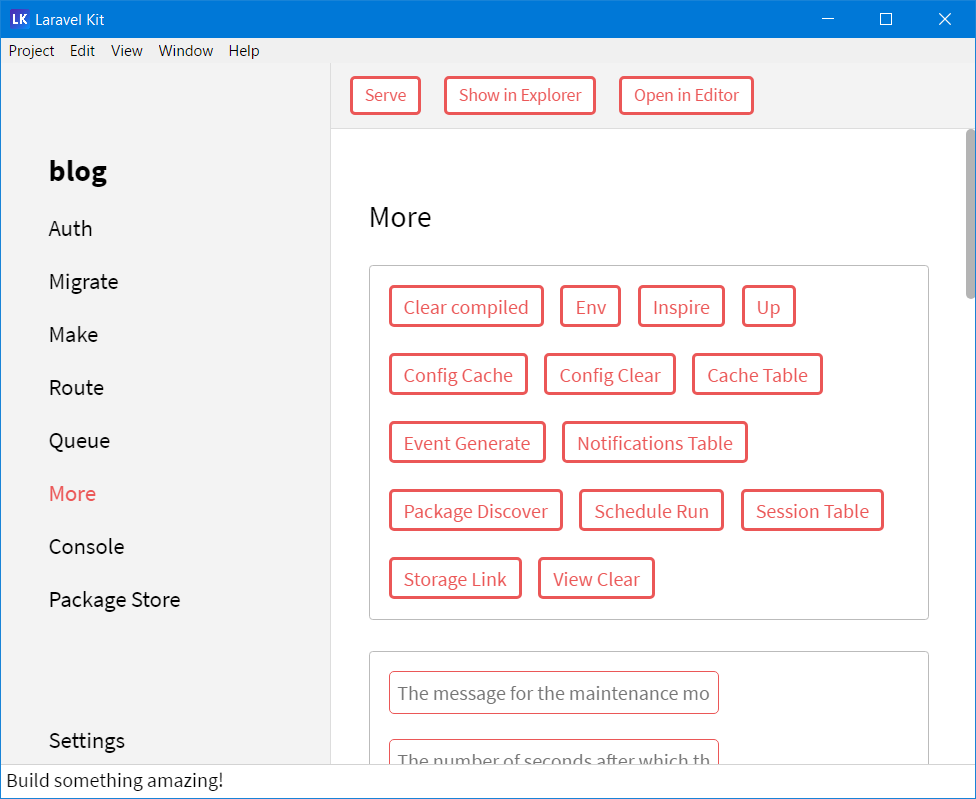 LK Laravel Kit
Project Edit View Window Help
Serve Show in Explorer Open in Editor
blog
Auth
Migrate
Make
Route
Queue
More
Console
Package Store
Settings
More
Clear compiled Env Inspire Up
Config Cache Config Clear Cache Table
Event Generate Notifications Table
Package Discover Schedule Run Session Table
Storage Link View Clear
The message for the maintenance mo
The number of seconds after which th
Build something amazing!